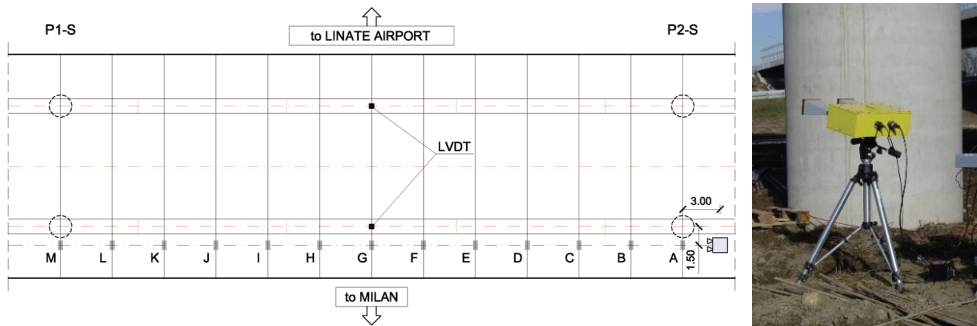 P1-S
to LINATE AIRPORT
P2-S
LVDT
3.00
M L K J I H G F E D C B A
1.50
to MILAN